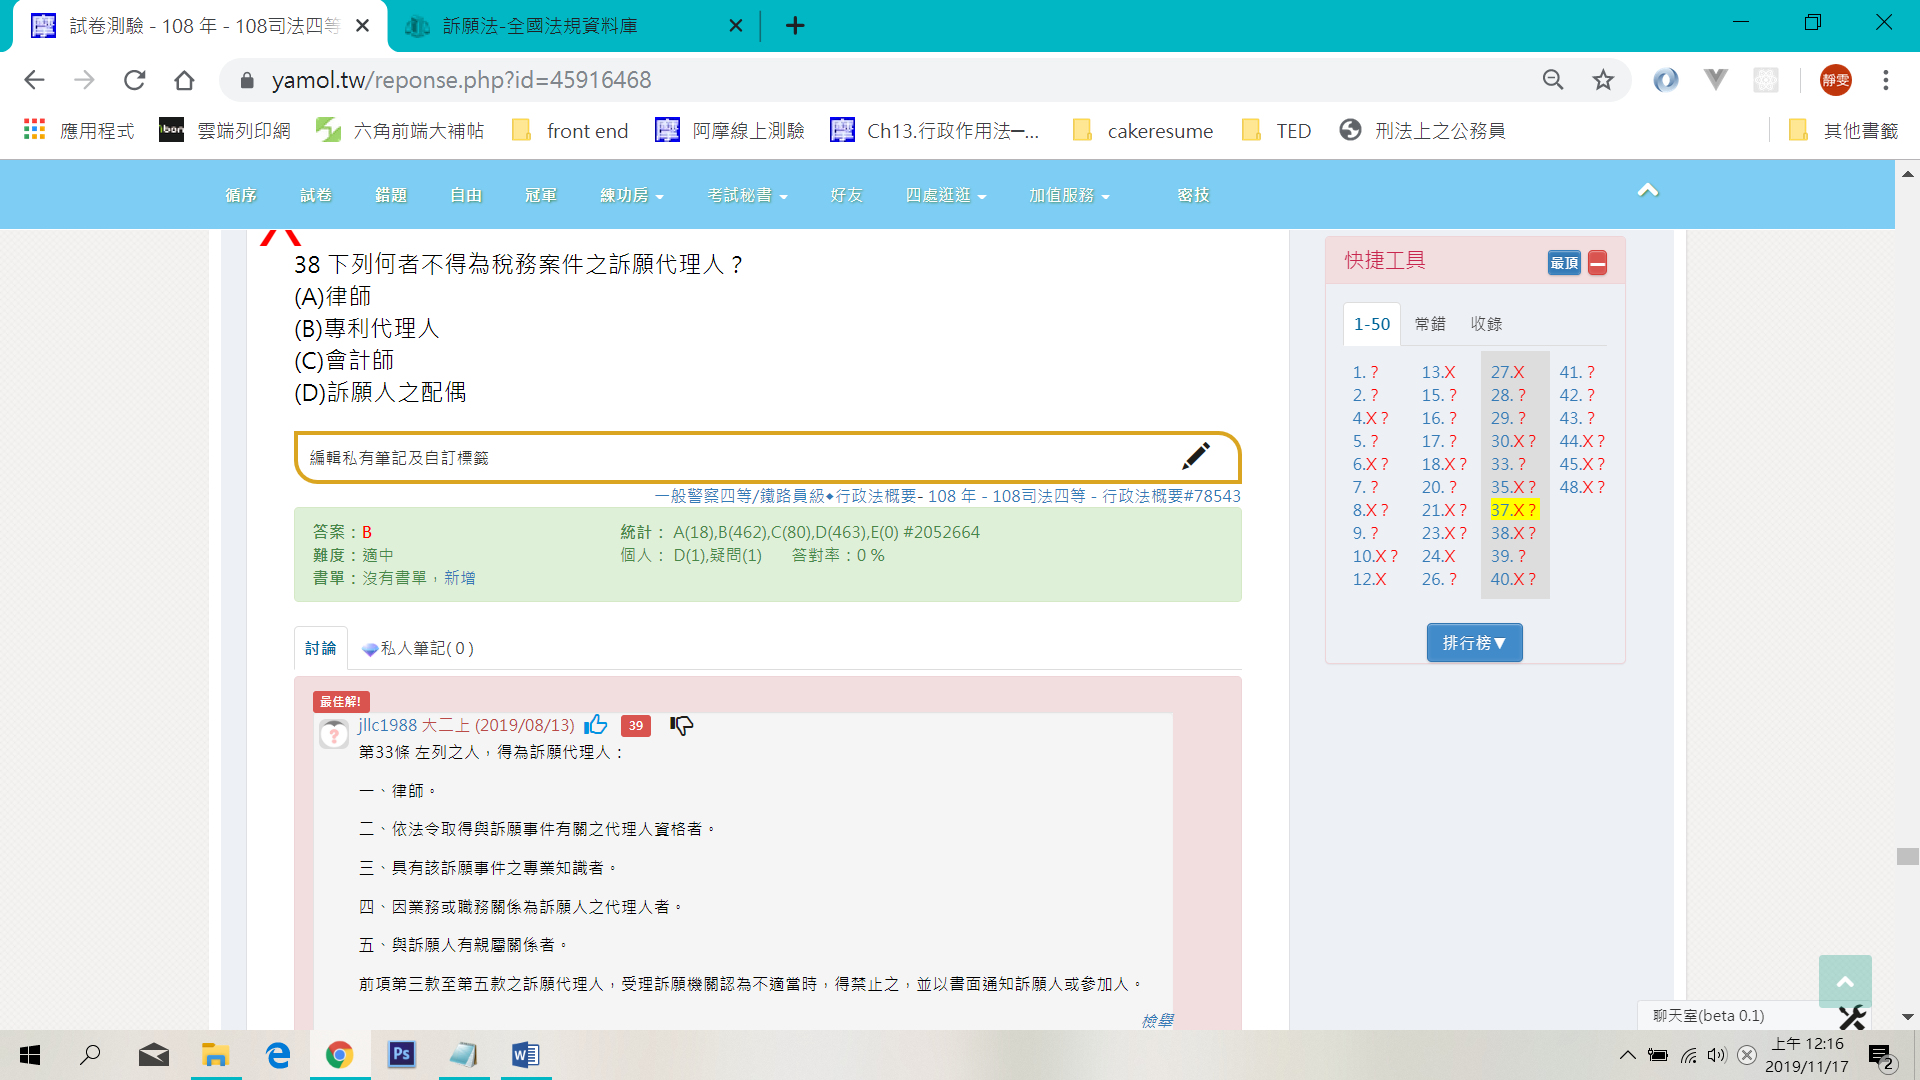 試卷測驗 - 108 年 - 108司法四等
訴願法-全國法規資料庫
yamol.tw/reponse.php?id=45916468
靜雯
應用程式
ibon
雲端列印網
六角前端大補帖
front end
摩
阿摩線上測驗
摩
Ch13.行政作用法─...
cakeresume
TED
刑法上之公務員
其他書籤
循序
試卷
錯題
自由
冠軍
練功房
考試秘書
好友
四處逛逛
加值服務
密技
38 下列何者不得為稅務案件之訴願代理人？
(A)律師
(B)專利代理人
(C)會計師
(D)訴願人之配偶
編輯私有筆記及自訂標籤
一般警察四等/鐵路員級◆行政法概要- 108 年 - 108司法四等 - 行政法概要#78543
答案：B
統計： A(18),B(462),C(80),D(463),E(0) #2052664
難度：適中
個人： D(1),疑問(1) 答對率：0 %
書單：沒有書單，新增
討論
私人筆記( 0 )
最佳解!
jllc1988 大二上 (2019/08/13) 39
第33條 左列之人，得為訴願代理人：
一、律師。
二、依法令取得與訴願事件有關之代理人資格者。
三、具有該訴願事件之專業知識者。
四、因業務或職務關係為訴願人之代理人者。
五、與訴願人有親屬關係者。
前項第三款至第五款之訴願代理人，受理訴願機關認為不適當時，得禁止之，並以書面通知訴願人或參加人。
檢舉
快捷工具
最頂
1-50
常錯
收錄
1. ?
2. ?
4.X ?
5. ?
6.X ?
7. ?
8.X ?
9. ?
10.X ?
12.X
13.X
15. ?
16. ?
17. ?
18.X ?
20. ?
21.X ?
23.X ?
24.X
26. ?
27.X
28. ?
29. ?
30.X ?
33. ?
35.X ?
37.X ?
38.X ?
39. ?
40.X ?
41. ?
42. ?
43. ?
44.X ?
45.X ?
48.X ?
排行榜▼
聊天室(beta 0.1)
Ps
上午 12:16
2019/11/17
2